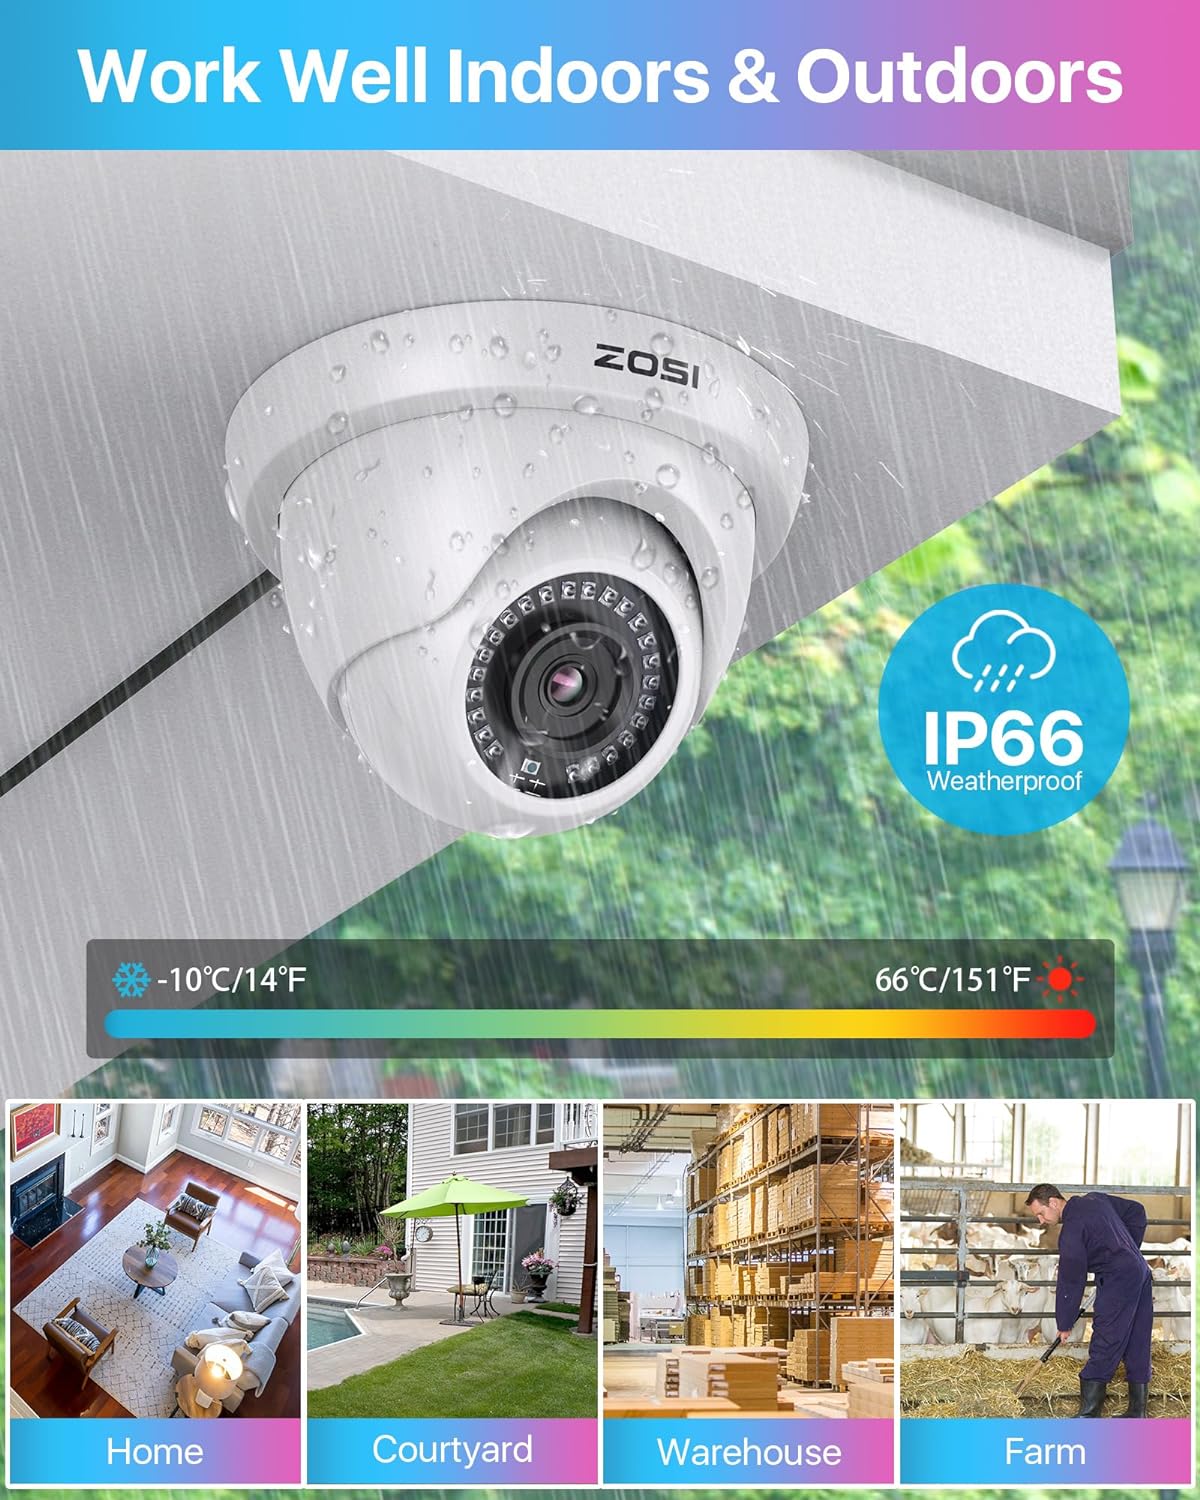 Work Well Indoors & Outdoors
ZOSI
IP66
Weatherproof
-10℃/14℉
66℃/151℉
Home
Courtyard
Warehouse
Farm